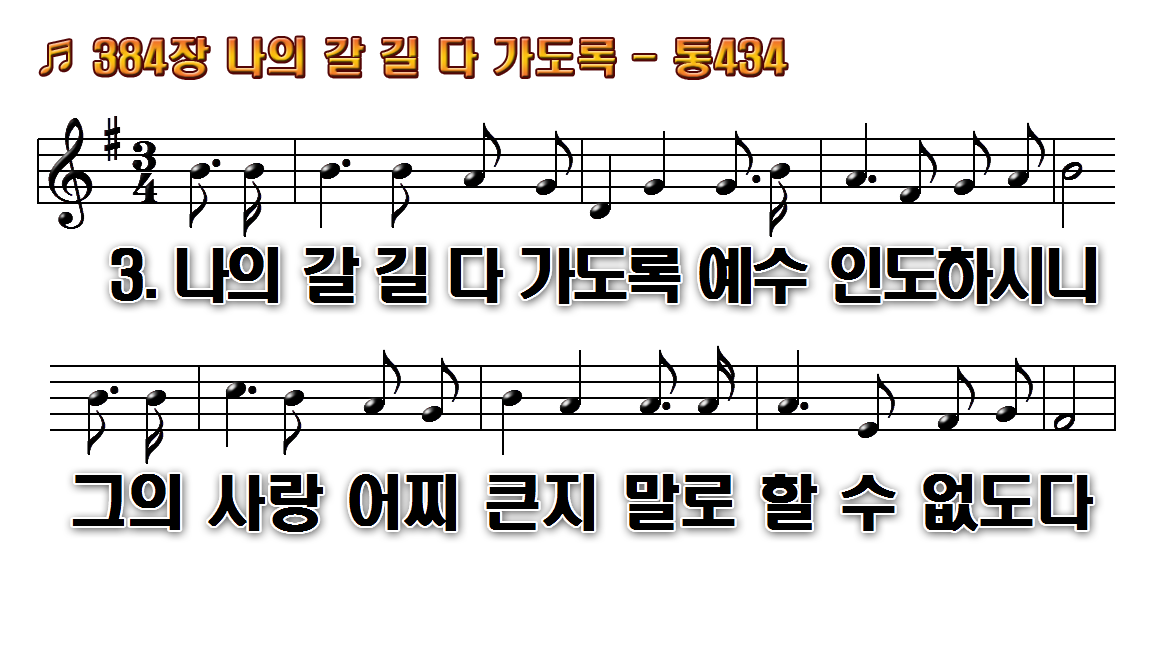 ♬ 384장 나의 갈 길 다 가도록 - 통434
3
4
3. 나의 갈 길 다 가도록 예수 인도하시니
그의 사랑 어찌 큰지 말로 할 수 없도다